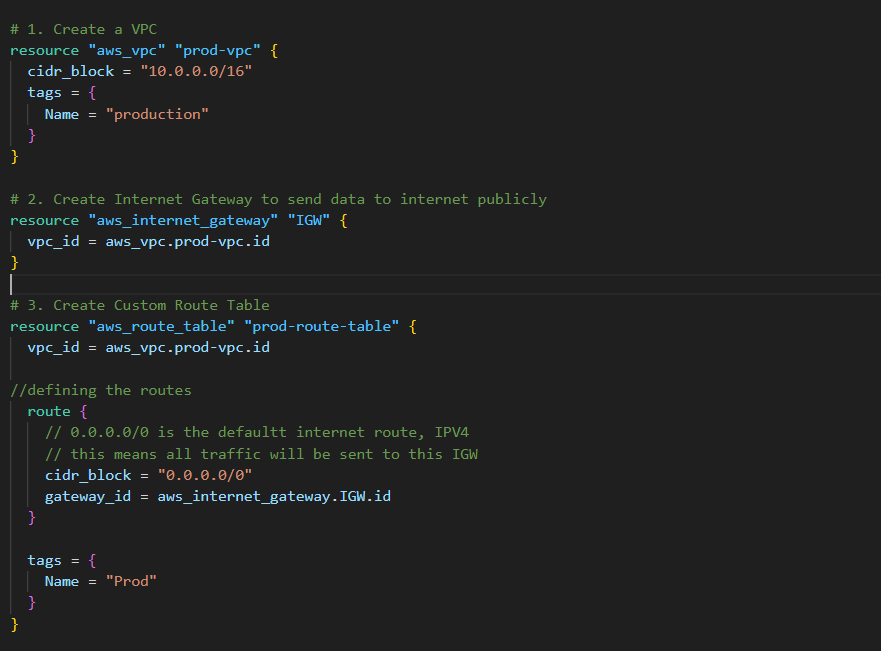 # 1. Create a VPC
resource "aws_vpc" "prod-vpc" {
  cidr_block = "10.0.0.0/16"
  tags = {
    Name = "production"
  }
}

# 2. Create Internet Gateway to send data to internet publicly
resource "aws_internet_gateway" "IGW" {
  vpc_id = aws_vpc.prod-vpc.id
}

# 3. Create Custom Route Table
resource "aws_route_table" "prod-route-table" {
  vpc_id = aws_vpc.prod-vpc.id

//defining the routes
  route {
    // 0.0.0.0/0 is the defaultt internet route, IPV4
    // this means all traffic will be sent to this IGW
    cidr_block = "0.0.0.0/0"
    gateway_id = aws_internet_gateway.IGW.id
  }

  tags = {
    Name = "Prod"
  }
}